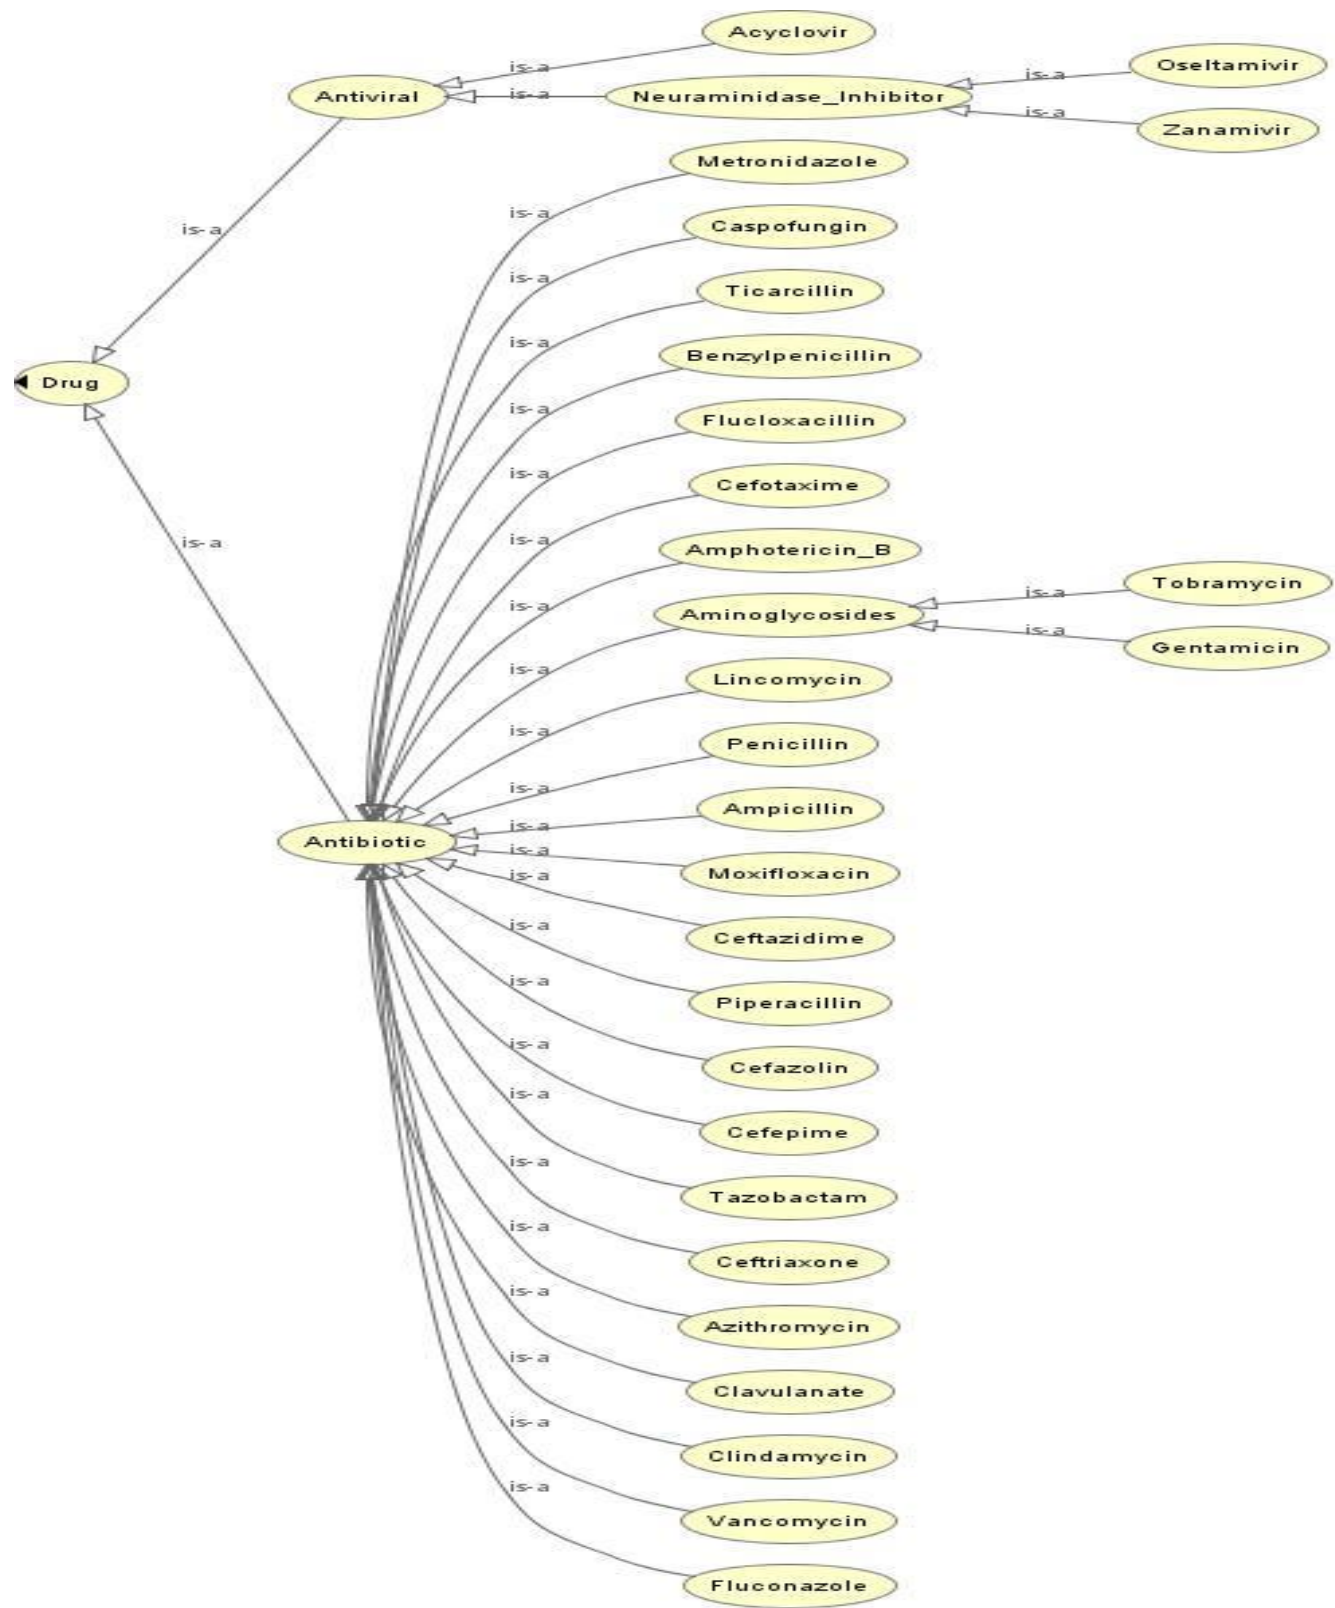 Acyclovir
is-a
Oseltamivir
is-a
Antiviral
is-a
Neuraminidase_Inhibitor
is-a
Zanamivir
Metronidazole
is-a
Caspofungin
is-a
is-a
Ticarcillin
is-a
Benzylpenicillin
Drug
is-a
Flucloxacillin
is-a
Cefotaxime
is-a
is-a
Amphotericin_B
is-a
Tobramycin
is-a
Aminoglycosides
is-a
Gentamicin
is-a
Lincomycin
is-a
Penicillin
is-a
Ampicillin
is-a
Antibiotic
is-a
Moxifloxacin
is-a
Ceftazidime
is-a
Piperacillin
is-a
Cefazolin
is-a
Cefepime
is-a
Tazobactam
is-a
Ceftriaxone
is-a
Azithromycin
is-a
Clavulanate
is-a
Clindamycin
is-a
Vancomycin
is-a
Fluconazole